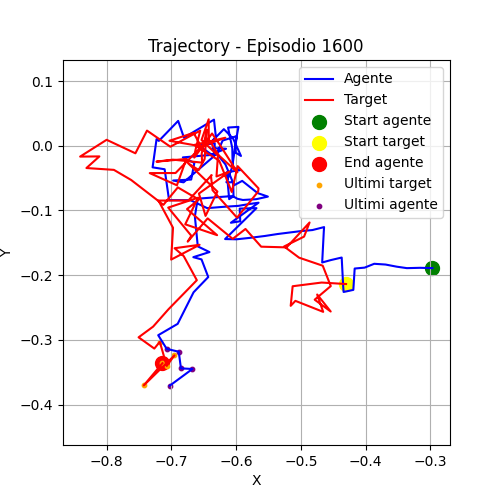 Trajectory - Episodio 1600
Agente
Target
Start agente
Start target
End agente
Ultimi target
Ultimi agente
0.1
0.0
−0.1
−0.2
−0.3
−0.4
Y
−0.8
−0.7
−0.6
−0.5
−0.4
−0.3
X